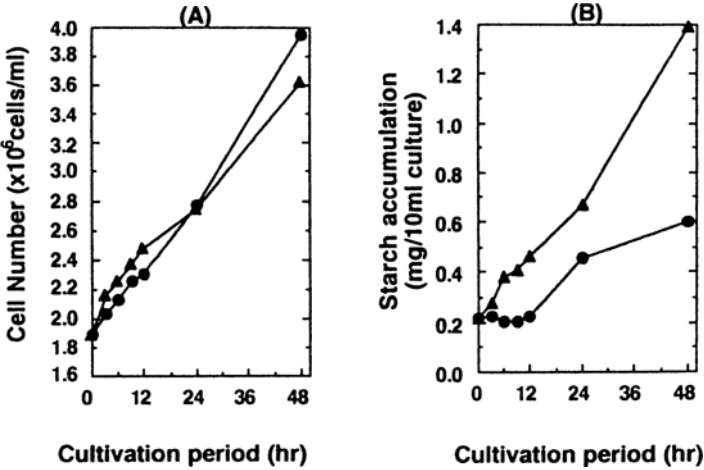 (A)
Cell Number (x10⁶cells/ml)
4.0
3.8
3.6
3.4
3.2
3.0
2.8
2.6
2.4
2.2
2.0
1.8
1.6
0 12 24 36 48
Cultivation period (hr)
(B)
Starch accumulation
(mg/10ml culture)
1.4
1.2
1.0
0.8
0.6
0.4
0.2
0.0
0 12 24 36 48
Cultivation period (hr)